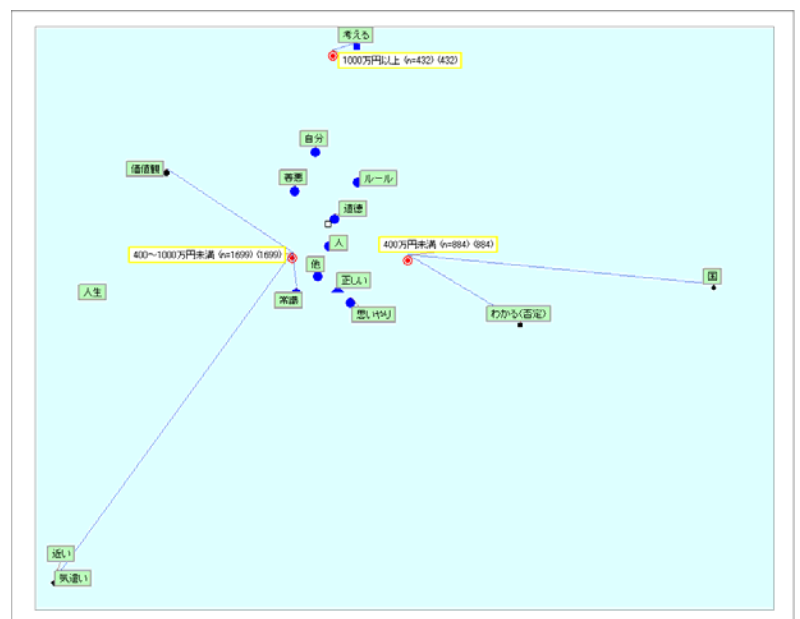 考える
1000万円以上 (n=432) (432)
自分
価値観
善悪
ルール
道徳
人
400万円未満 (n=884) (884)
400～1000万円未満 (n=1699) (1699)
他
国
正しい
人生
常識
思いやり
わかる(否定)
近い
気遣い